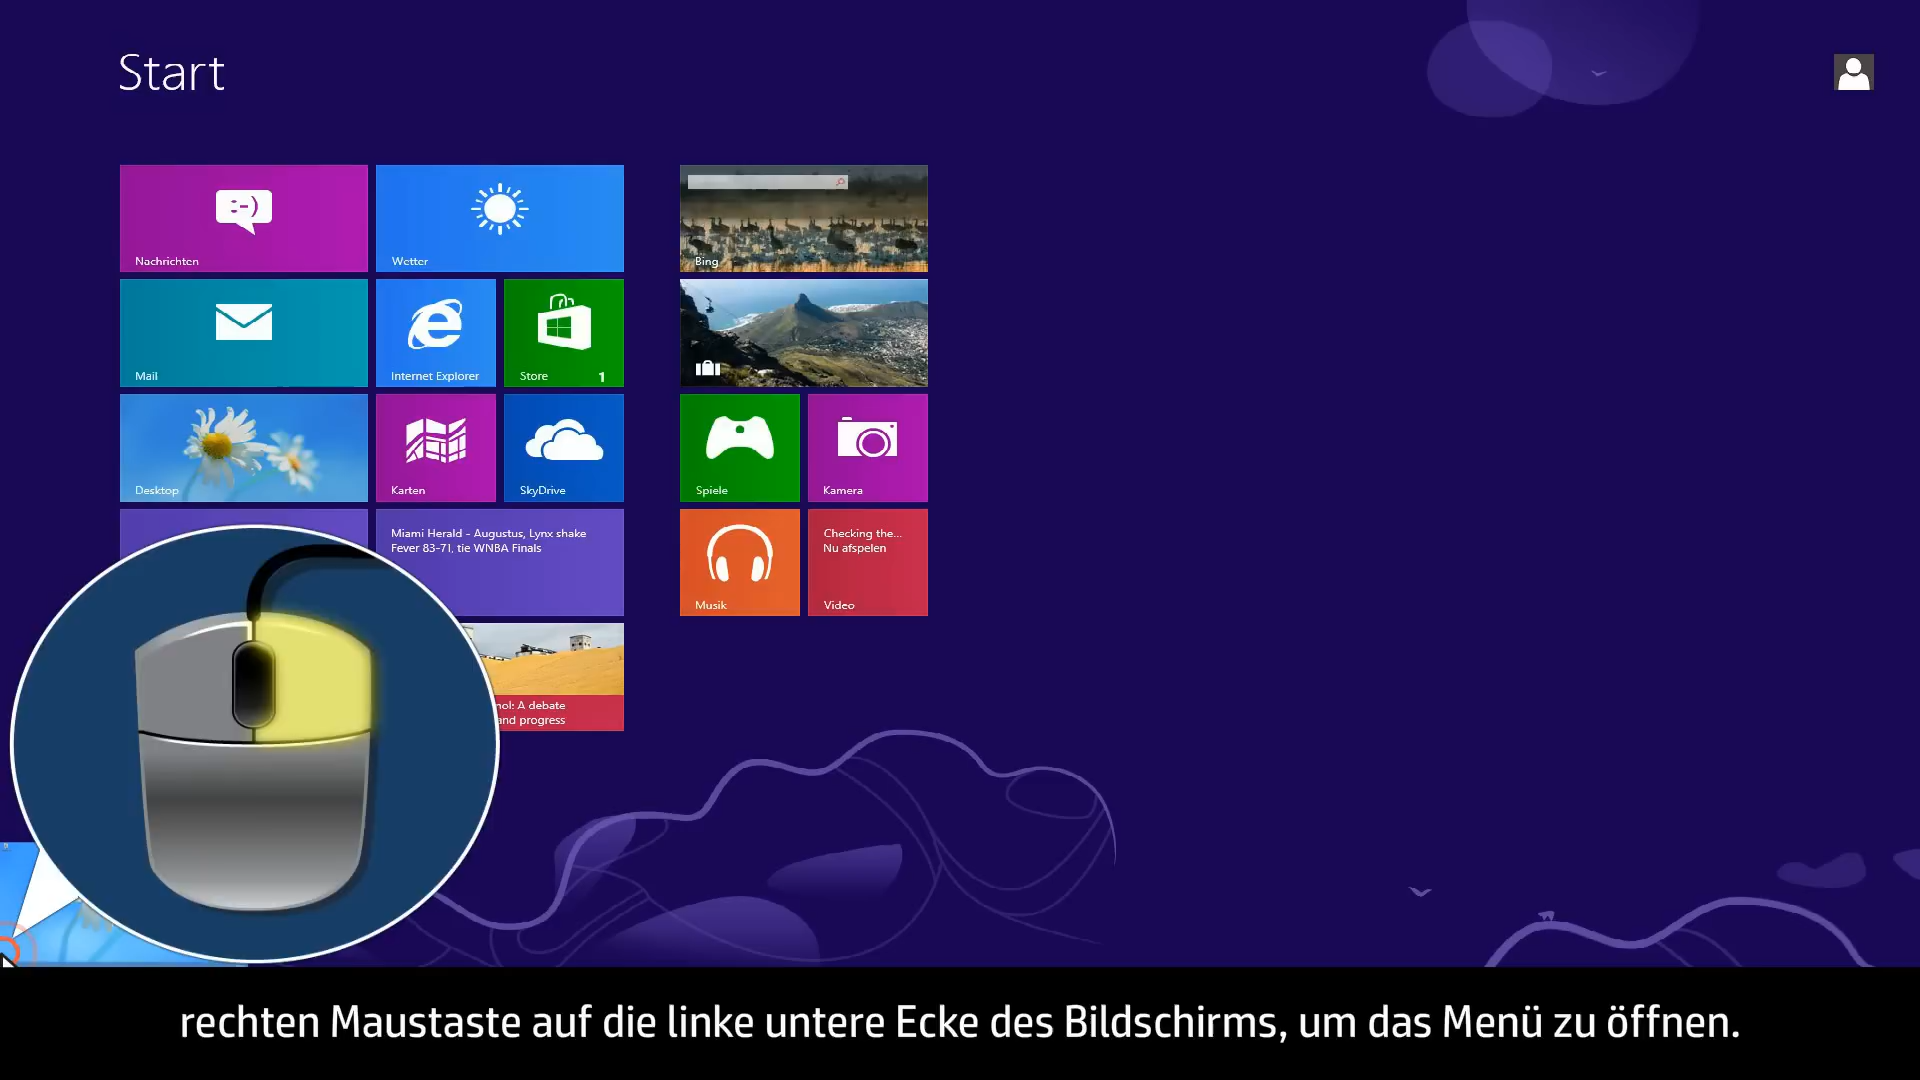 Start
Nachrichten
Wetter
Bing
Mail
Internet Explorer
Store
1
Desktop
Karten
SkyDrive
Spiele
Kamera
Miami Herald - Augustus, Lynx shake
Fever 83-71, tie WNBA Finals
Checking the...
Nu afspelen
Musik
Video
A debate
and progress
rechten Maustaste auf die linke untere Ecke des Bildschirms, um das Menü zu öffnen.